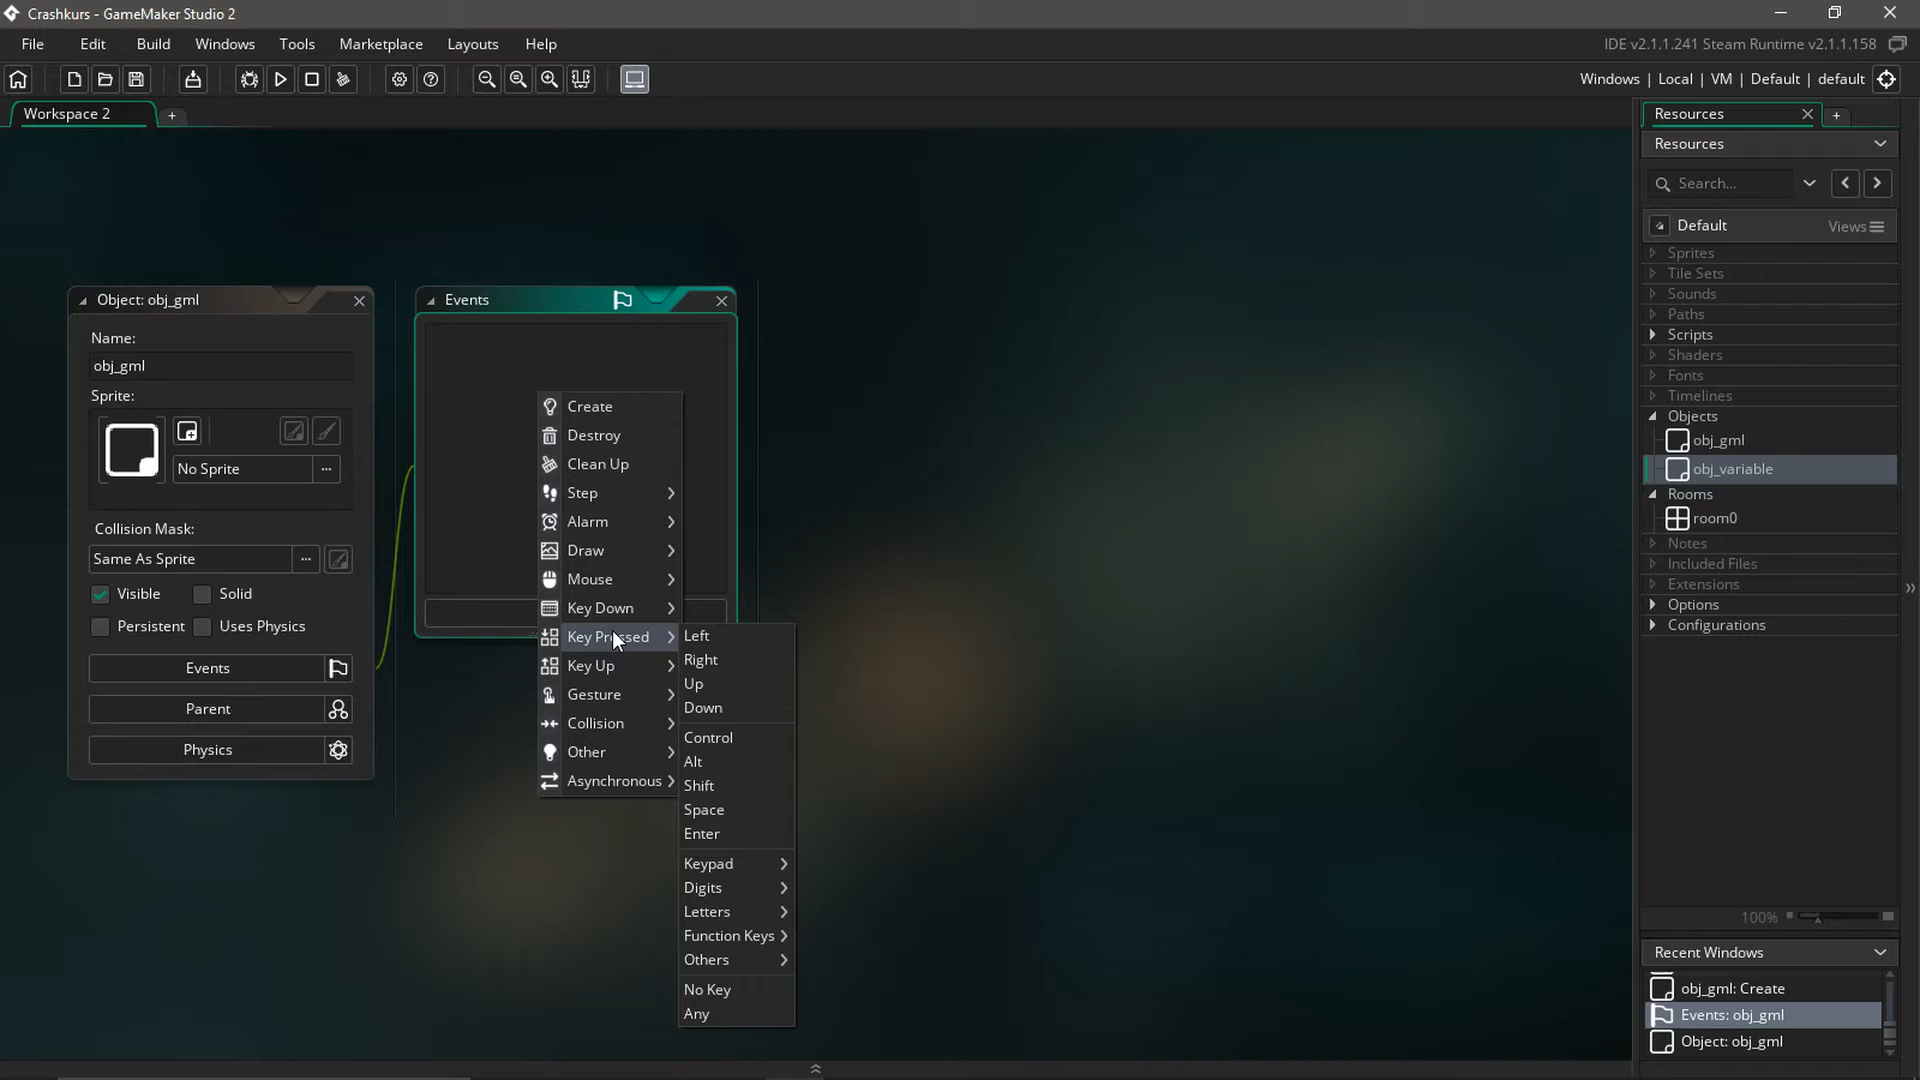 Crashkurs - GameMaker Studio 2
File Edit Build Windows Tools Marketplace Layouts Help
IDE v2.1.1.241 Steam Runtime v2.1.1.158
Windows | Local | VM | Default | default
Workspace 2 +
Object: obj_gml
Name:
obj_gml
Sprite:
No Sprite ...
Collision Mask:
Same As Sprite ...
Visible Solid
Persistent Uses Physics
Events
Parent
Physics
Events
Create
Destroy
Clean Up
Step
Alarm
Draw
Mouse
Key Down
Key Pressed
Key Up
Gesture
Collision
Other
Asynchronous
Left
Right
Up
Down
Control
Alt
Shift
Space
Enter
Keypad
Digits
Letters
Function Keys
Others
No Key
Any
Resources +
Resources
Search...
Default Views
Sprites
Tile Sets
Sounds
Paths
Scripts
Shaders
Fonts
Timelines
Objects
obj_gml
obj_variable
Rooms
room0
Notes
Included Files
Extensions
Options
Configurations
100%
Recent Windows
obj_gml: Create
Events: obj_gml
Object: obj_gml